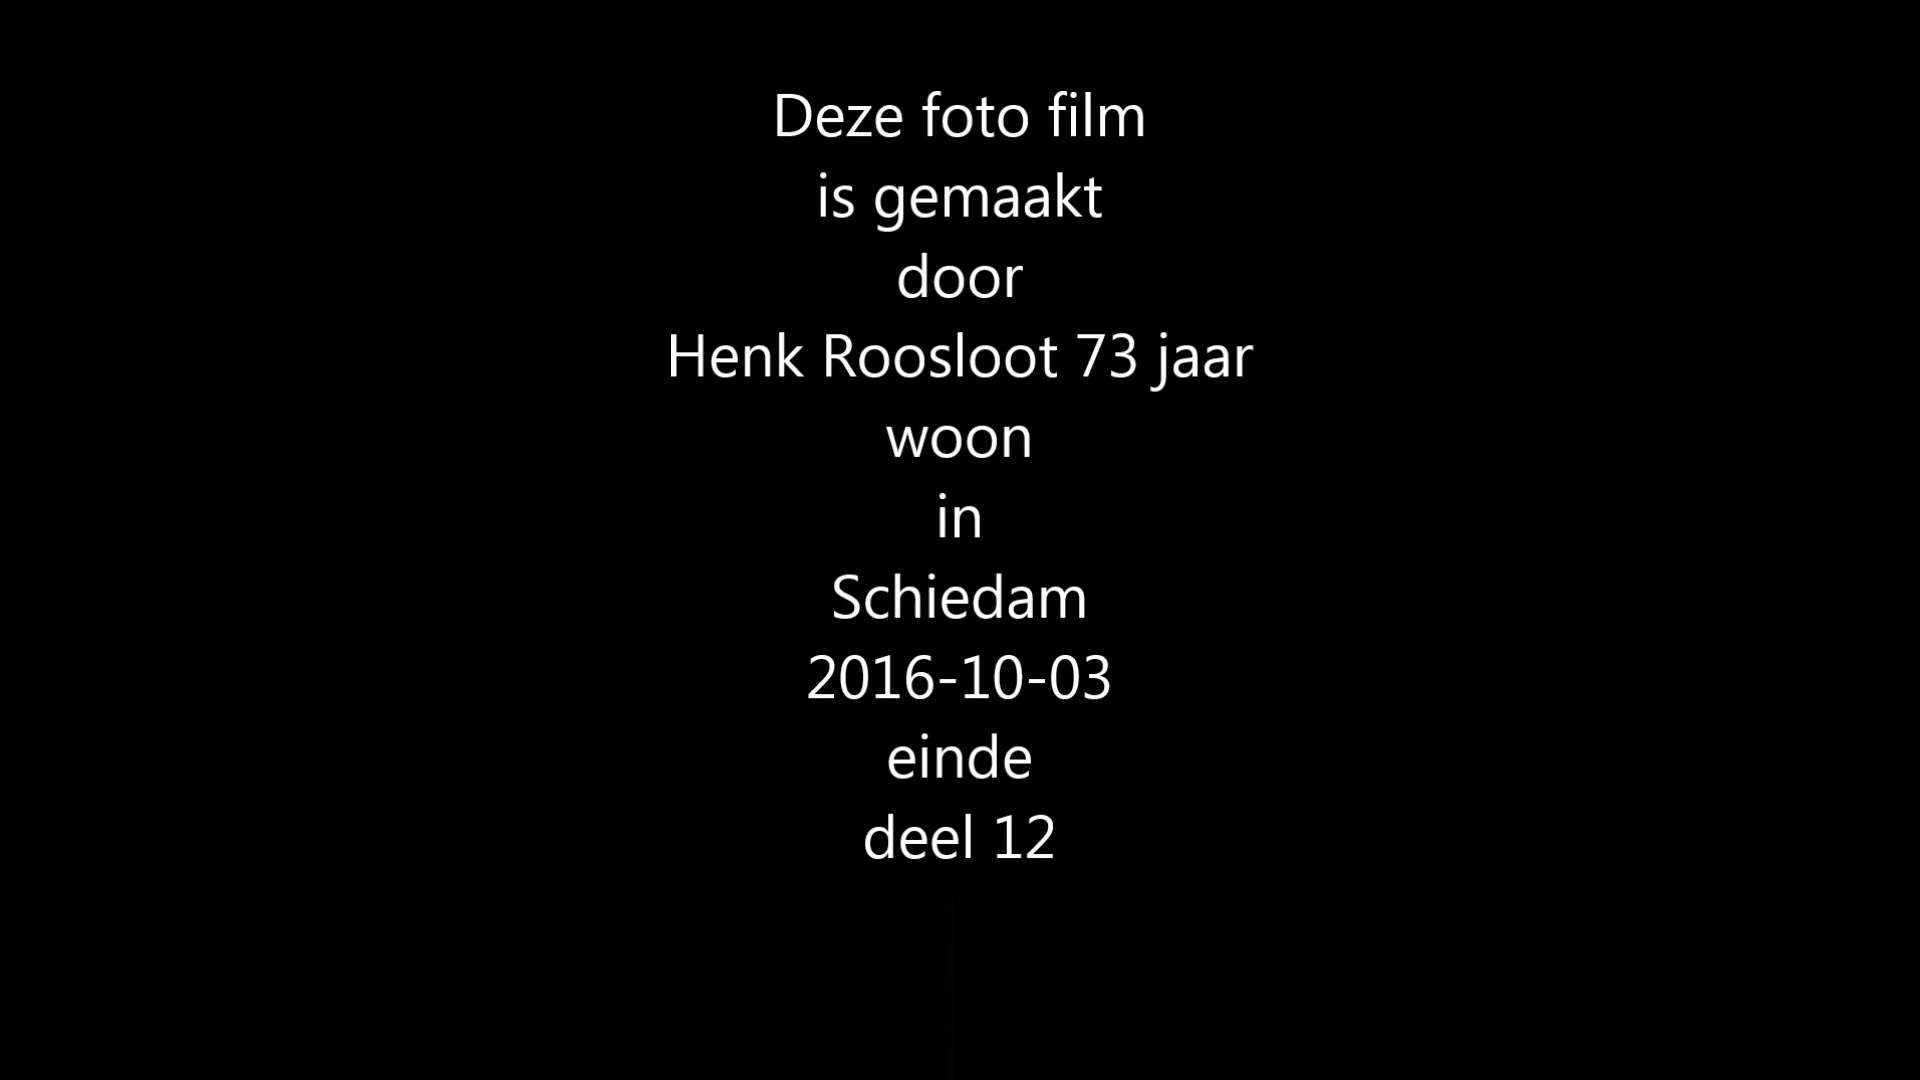 Deze foto film
is gemaakt
door
Henk Roosloot 73 jaar
woon
in
Schiedam
2016-10-03
einde
deel 12